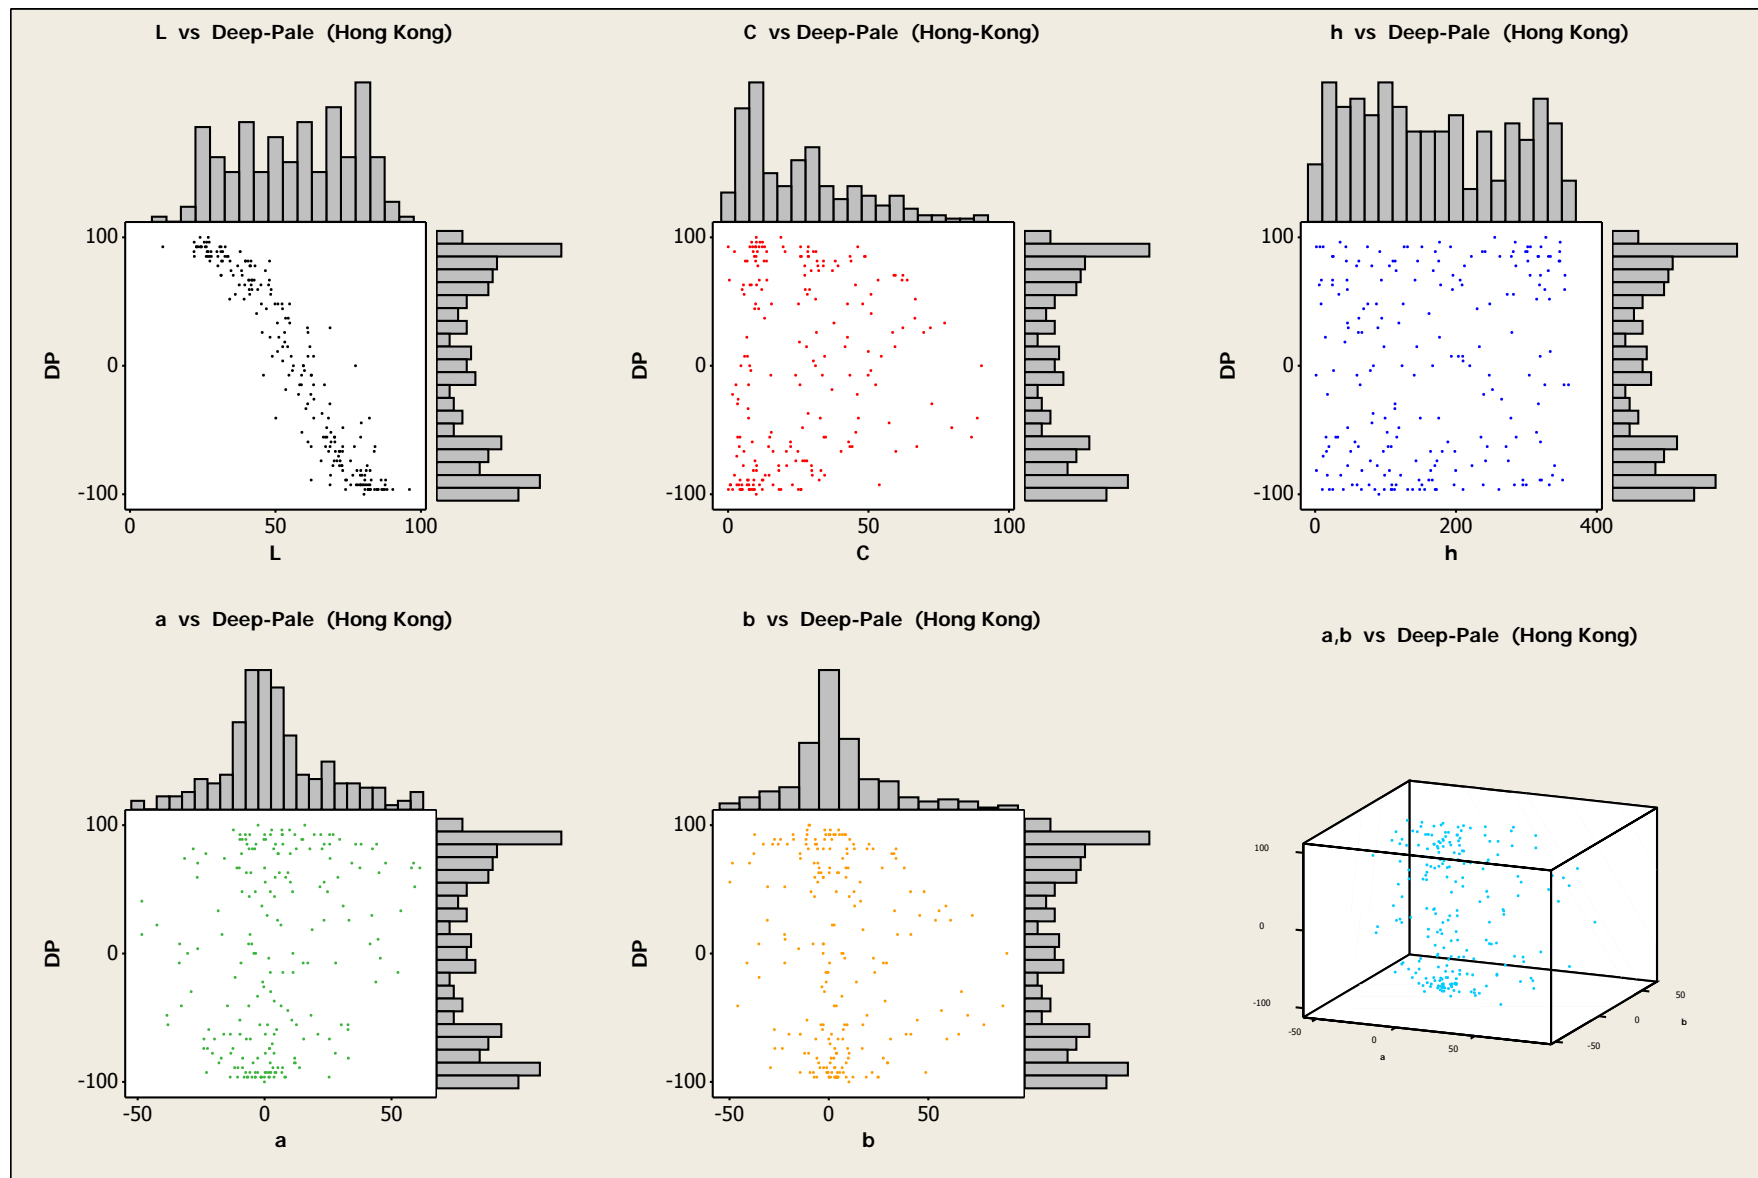 L vs Deep-Pale (Hong Kong)
C vs Deep-Pale (Hong-Kong)
h vs Deep-Pale (Hong Kong)
100
0
-100
DP
0 50 100
L
100
0
-100
DP
0 50 100
C
100
0
-100
DP
0 200 400
h
a vs Deep-Pale (Hong Kong)
b vs Deep-Pale (Hong Kong)
a,b vs Deep-Pale (Hong Kong)
100
0
-100
DP
-50 0 50
a
100
0
-100
DP
-50 0 50
b
100
0
-100
-50 0 50
a
-50 0 50
b